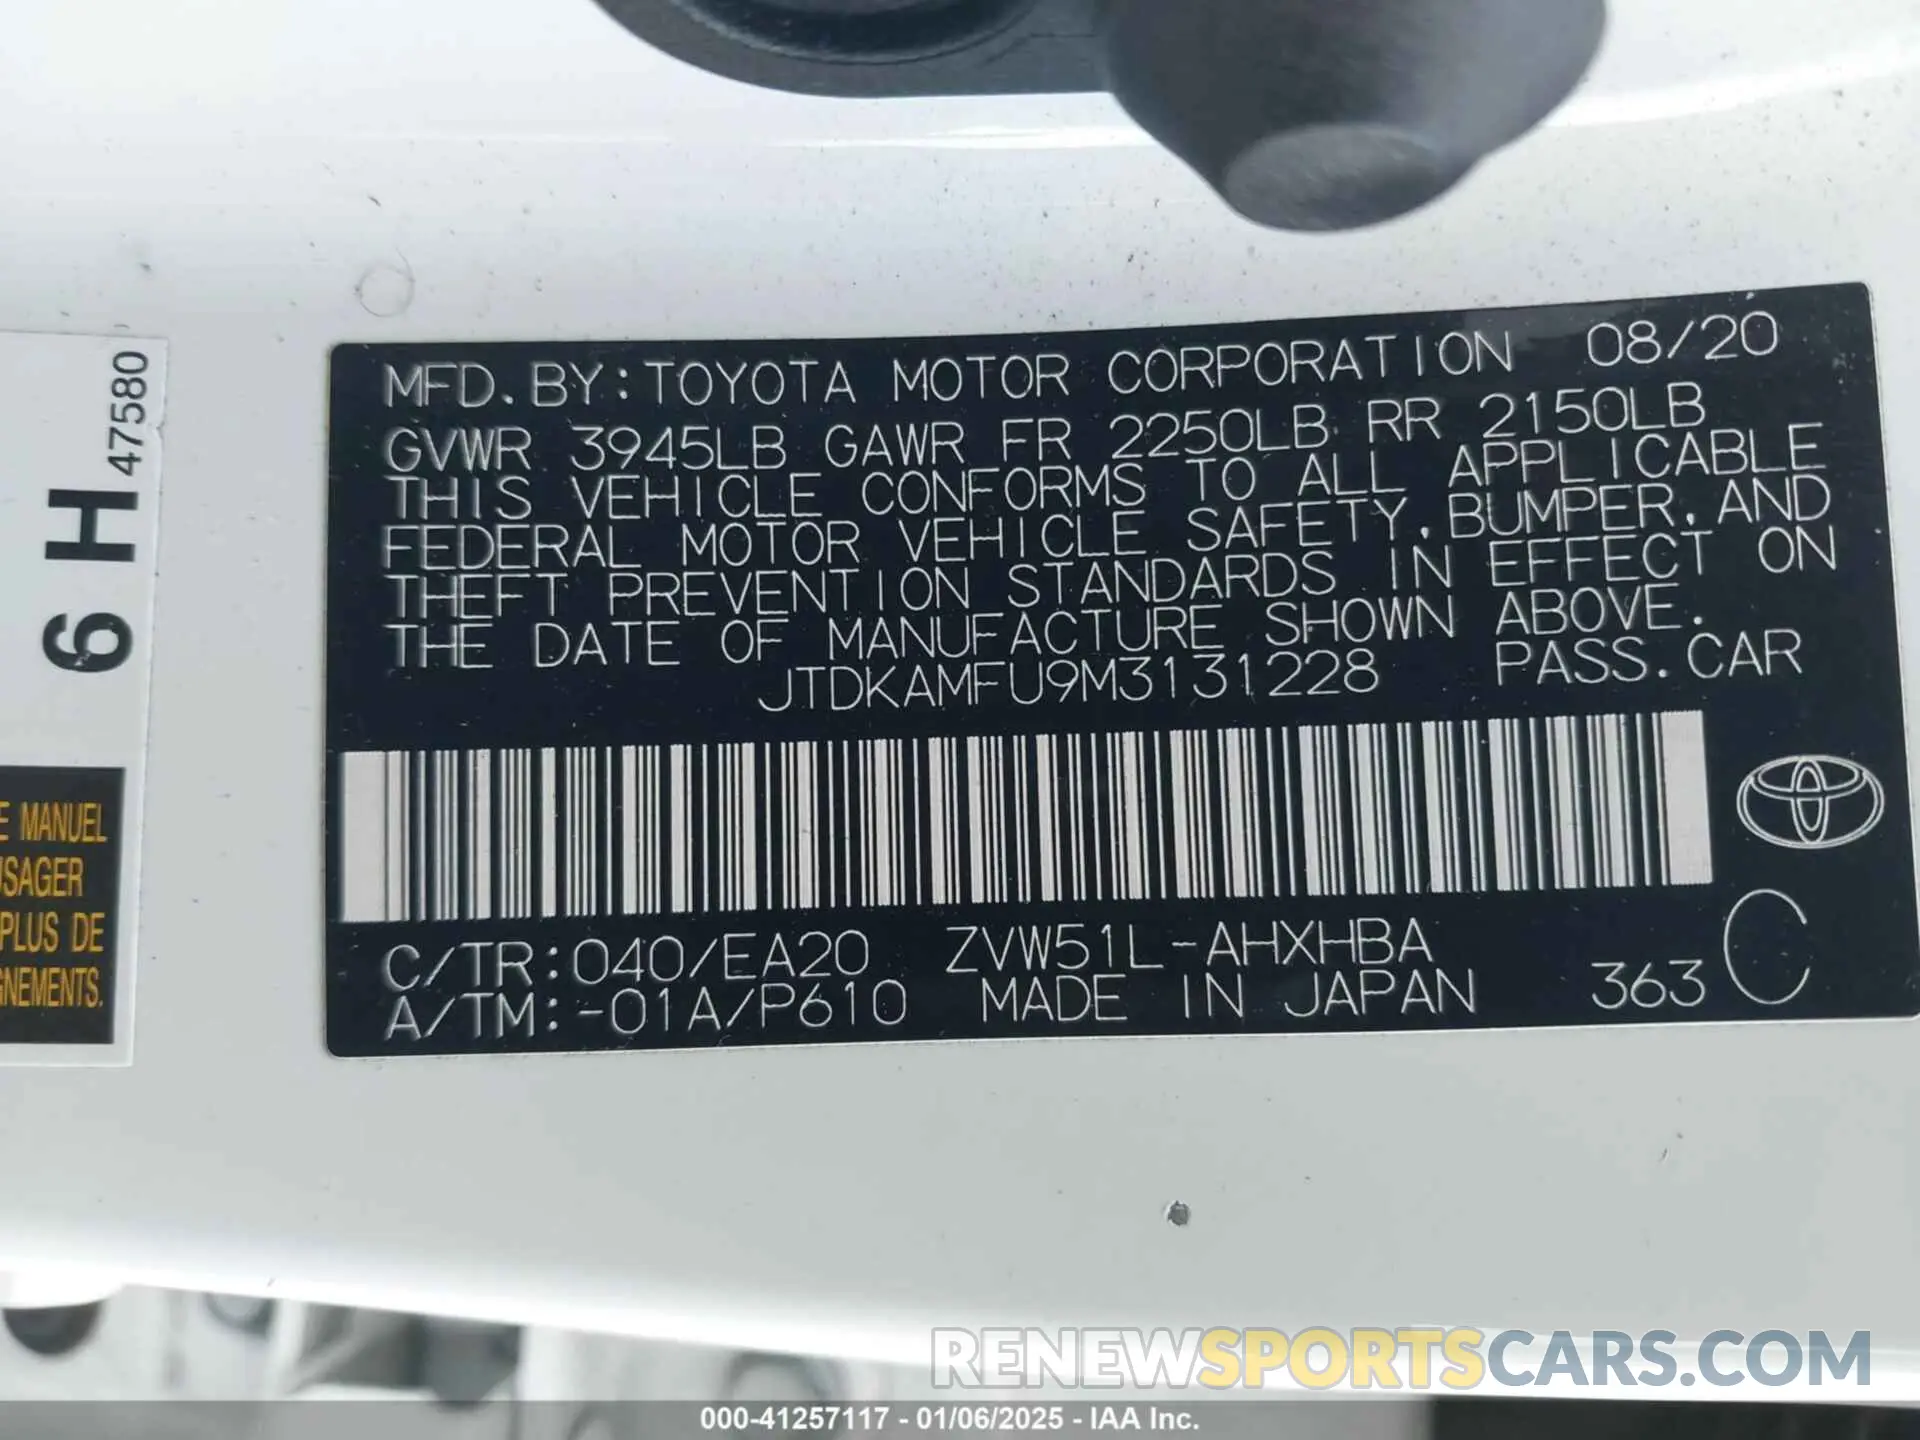 MFD. BY: TOYOTA MOTOR CORPORATION 08/20
GVWR 3945LB GAWR FR 2250LB RR 2150LB
THIS VEHICLE CONFORMS TO ALL APPLICABLE
FEDERAL MOTOR VEHICLE SAFETY, BUMPER, AND
THEFT PREVENTION STANDARDS IN EFFECT ON
THE DATE OF MANUFACTURE SHOWN ABOVE.
JTDKAMFU9M3131228 PASS. CAR
C/TR: 040/EA20 ZVW51L-AHXHBA
A/TM: -01A/P610 MADE IN JAPAN 363 C
6 H 47580
E MANUEL
USAGER
PLUS DE
GNEMENTS.
RENEWSPORTSCARS.COM
000-41257117 - 01/06/2025 - IAA Inc.